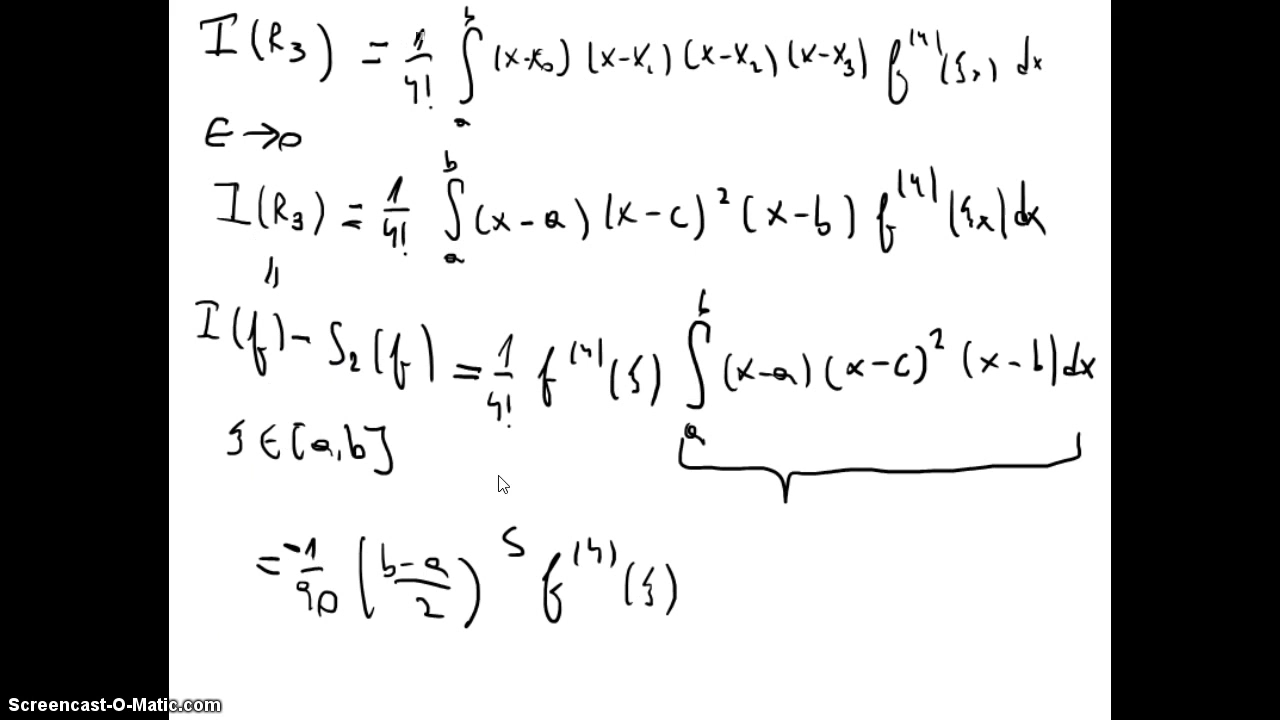 I(R₃) = 1/4! ∫ₐᵇ (x-x₀) (x-x₁) (x-x₂) (x-x₃) f⁽⁴⁾(ξₓ) dx
ϵ → 0
I(R₃) = 1/4! ∫ₐᵇ (x-a) (x-c)² (x-b) f⁽⁴⁾(ξₓ) dx
||
I(f) - S₂(f) = 1/4! f⁽⁴⁾(ξ) ∫ₐᵇ (x-a) (x-c)² (x-b) dx
ξ ∈ [a,b]
= -1/90 ((b-a)/2)⁵ f⁽⁴⁾(ξ)
Screencast-O-Matic.com